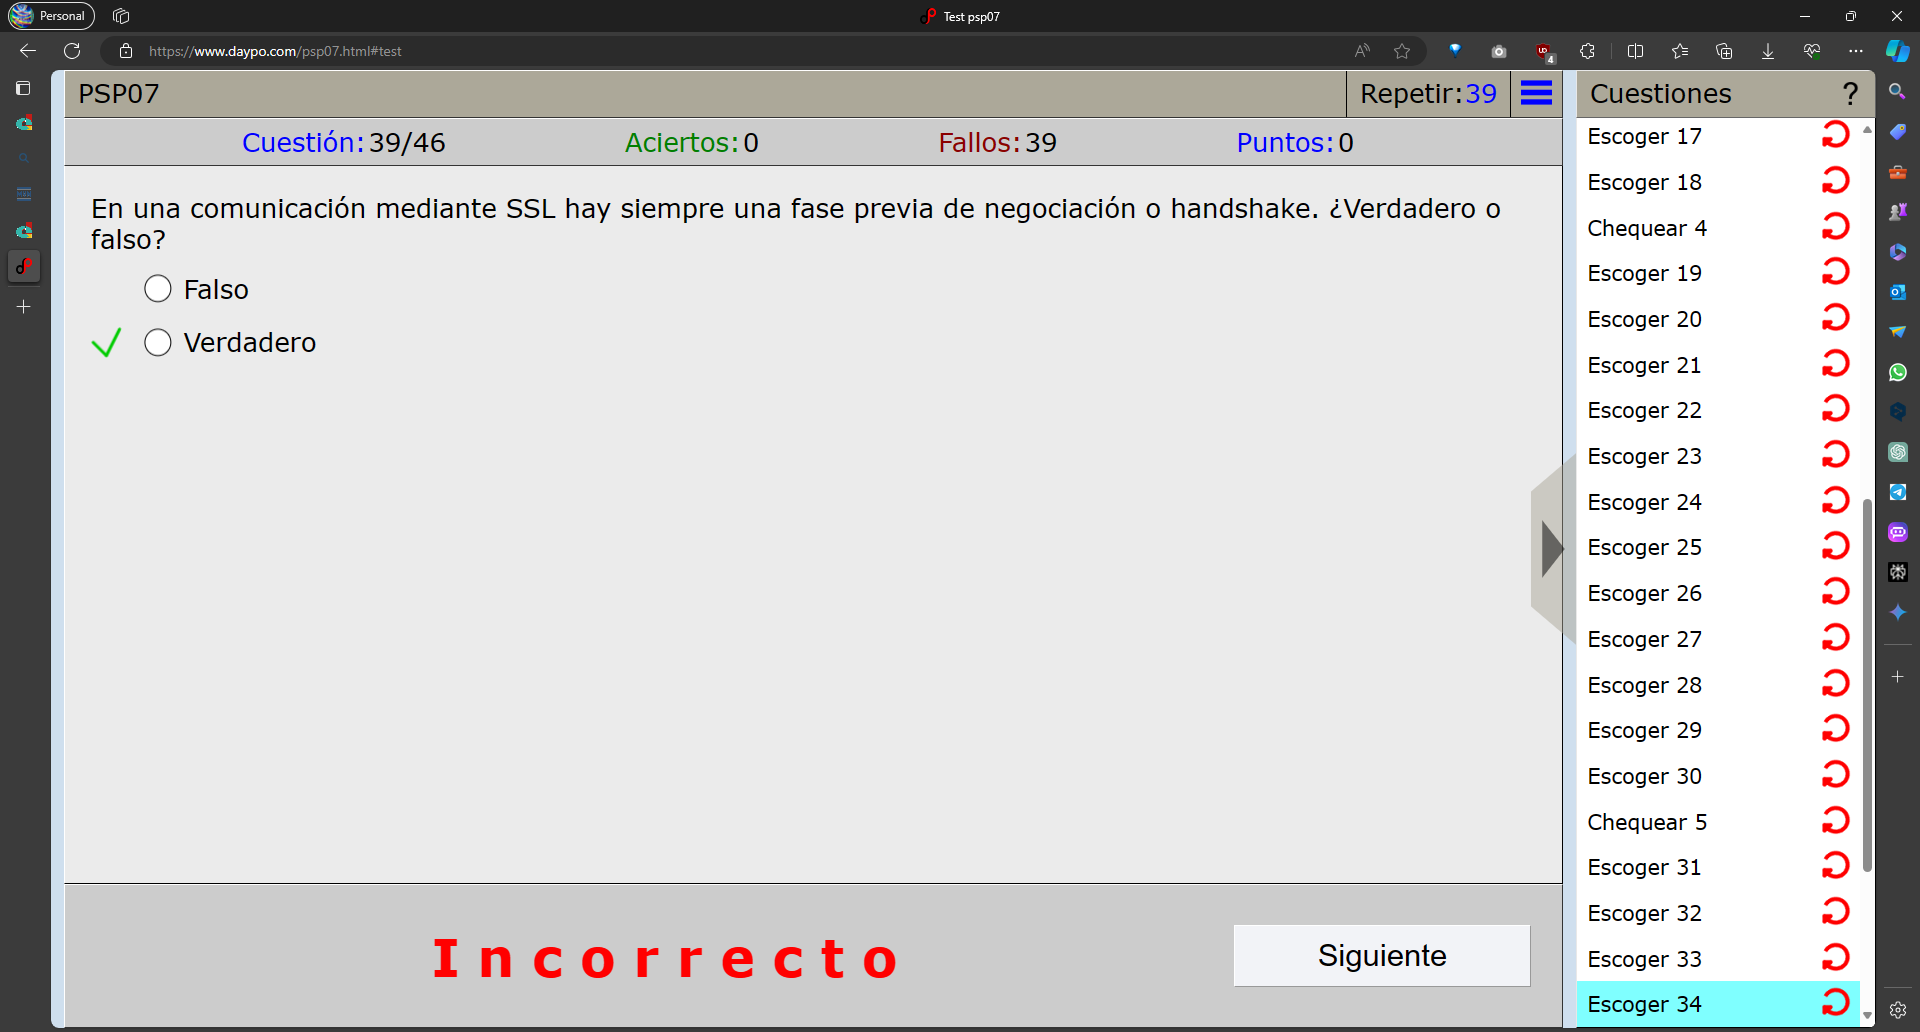 Personal
Test psp07
https://www.daypo.com/psp07.html#test
4
PSP07
Repetir:39
Cuestiones
?
Cuestión:39/46
Aciertos:0
Fallos:39
Puntos:0
En una comunicación mediante SSL hay siempre una fase previa de negociación o handshake. ¿Verdadero o
falso?
Falso
Verdadero
Incorrecto
Siguiente
Escoger 17
Escoger 18
Chequear 4
Escoger 19
Escoger 20
Escoger 21
Escoger 22
Escoger 23
Escoger 24
Escoger 25
Escoger 26
Escoger 27
Escoger 28
Escoger 29
Escoger 30
Chequear 5
Escoger 31
Escoger 32
Escoger 33
Escoger 34